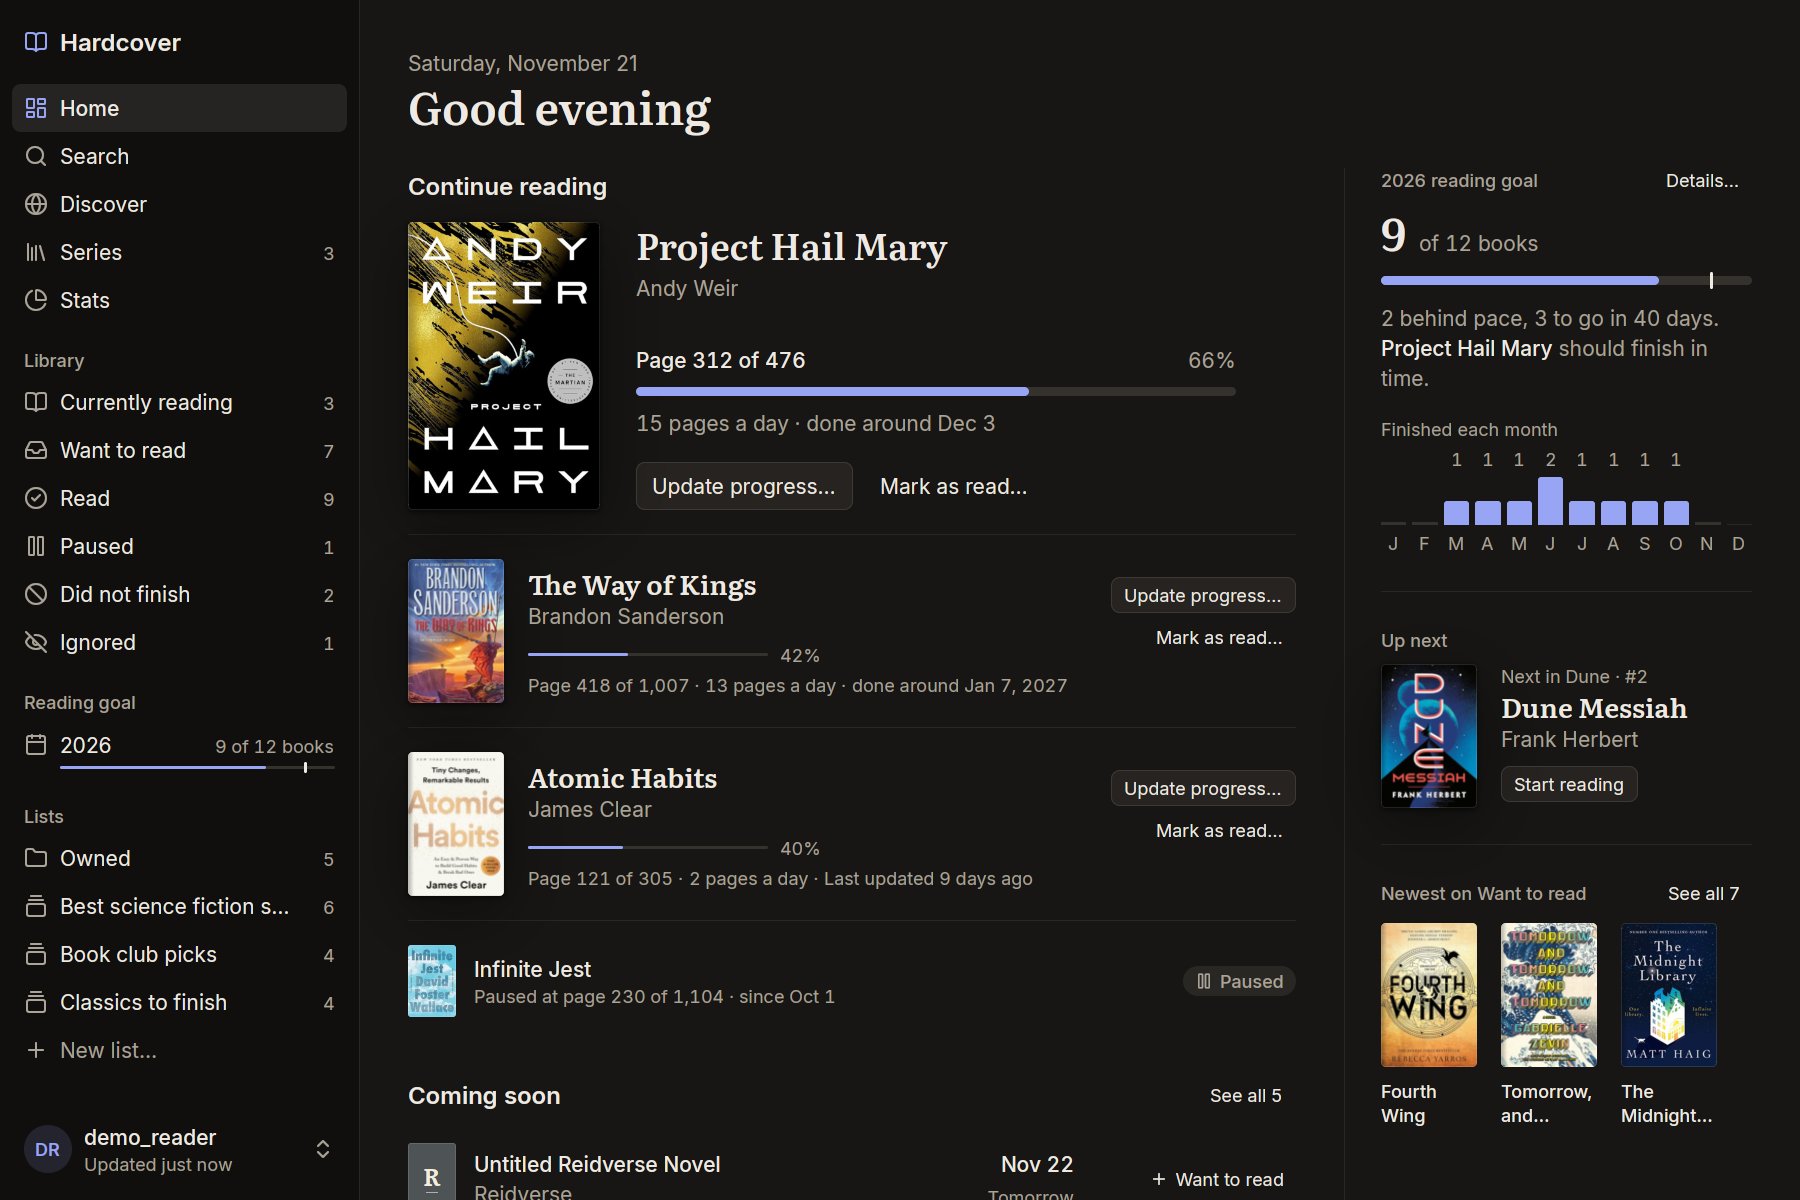 Hardcover
Home
Search
Discover
Series 3
Stats
Library
Currently reading 3
Want to read 7
Read 9
Paused 1
Did not finish 2
Ignored 1
Reading goal
2026 9 of 12 books
Lists
Owned 5
Best science fiction s... 6
Book club picks 4
Classics to finish 4
New list...
DR
demo_reader
Updated just now
Saturday, November 21
Good evening
Continue reading
ANDY
WEIR
THE
MARTIAN
PROJECT
HAIL
MARY
Project Hail Mary
Andy Weir
Page 312 of 476 66%
15 pages a day · done around Dec 3
Update progress... Mark as read...
BRANDON
SANDERSON
THE WAY OF KINGS
The Way of Kings
Brandon Sanderson
42%
Page 418 of 1,007 · 13 pages a day · done around Jan 7, 2027
Update progress...
Mark as read...
Tiny Changes,
Remarkable Results
Atomic
Habits
James Clear
Atomic Habits
James Clear
40%
Page 121 of 305 · 2 pages a day · Last updated 9 days ago
Update progress...
Mark as read...
Infinite
Jest
David
Foster
Wallace
Infinite Jest
Paused at page 230 of 1,104 · since Oct 1
Paused
Coming soon See all 5
R
Untitled Reidverse Novel
Reidverse
Nov 22
Tomorrow
Want to read
2026 reading goal Details...
9 of 12 books
2 behind pace, 3 to go in 40 days.
Project Hail Mary should finish in
time.
Finished each month
1 1 1 2 1 1 1 1
J F M A M J J A S O N D
Up next
DUNE
MESSIAH
FRANK HERBERT
Next in Dune · #2
Dune Messiah
Frank Herbert
Start reading
Newest on Want to read See all 7
FOURTH
WING
REBECCA YARROS
TOMORROW
AND
TOMORROW
AND
TOMORROW
GABRIELLE
ZEVIN
The
Midnight
Library
MATT HAIG
Fourth
Wing
Tomorrow,
and...
The
Midnight...